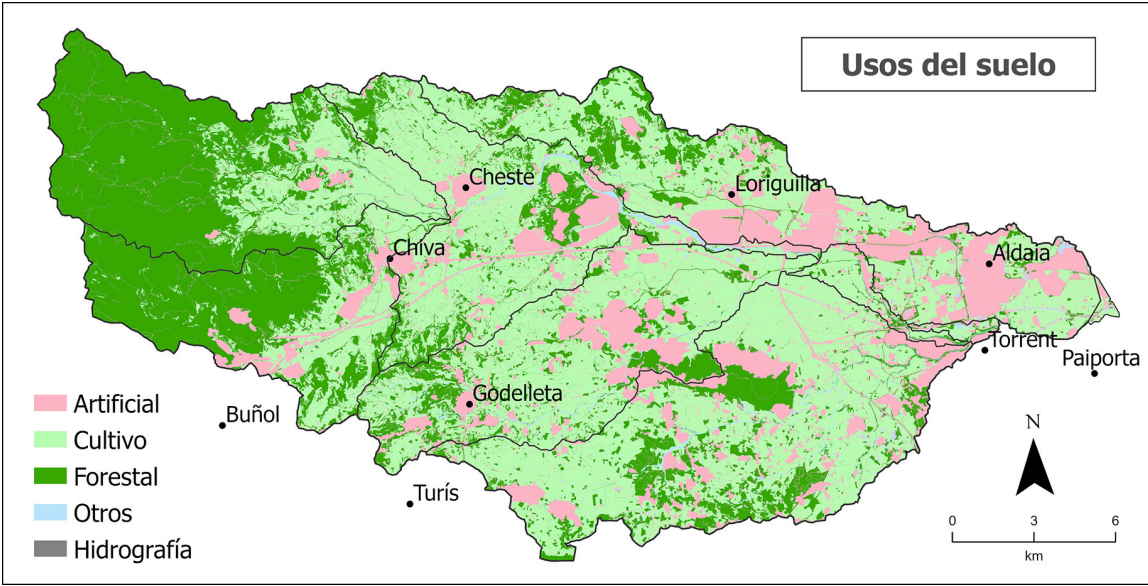 Usos del suelo
Cheste
Loriguilla
Chiva
Aldaia
Torrent
Paiporta
Godelleta
Buñol
Turís
Artificial
Cultivo
Forestal
Otros
Hidrografía
N
0 3 6
km